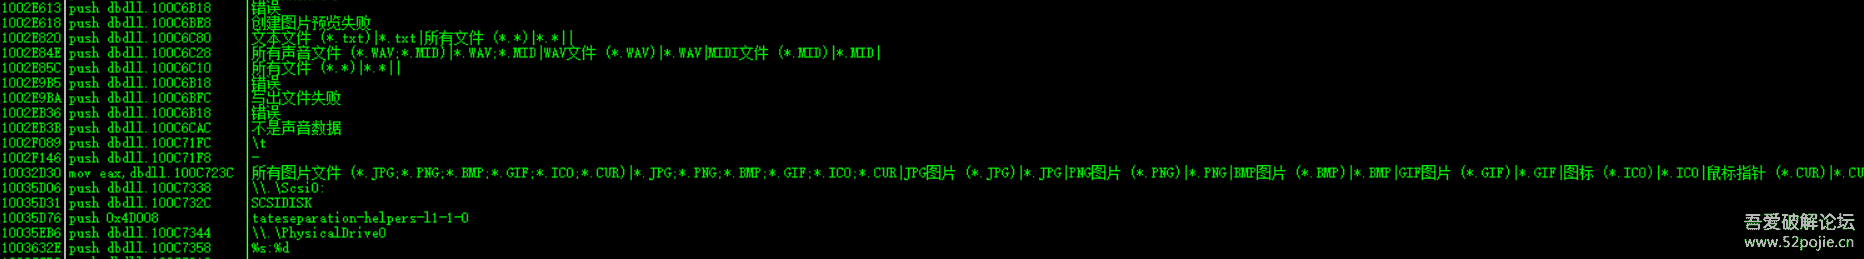 1002E613 push dbdll.100C6B18 错误
1002E618 push dbdll.100C6BE8 创建图片预览失败
1002E820 push dbdll.100C6C80 文本文件 (*.txt)|*.txt|所有文件 (*.*)|*.*||
1002E84E push dbdll.100C6C28 所有声音文件 (*.WAV;*.MID)|*.WAV;*.MID|WAV文件 (*.WAV)|*.WAV|MIDI文件 (*.MID)|*.MID|
1002E85C push dbdll.100C6C10 所有文件 (*.*)|*.*||
1002E9B5 push dbdll.100C6B18 错误
1002E9BA push dbdll.100C6BFC 写出文件失败
1002EB36 push dbdll.100C6B18 错误
1002EB3B push dbdll.100C6CAC 不是声音数据
1002F089 push dbdll.100C71FC \t
1002F146 push dbdll.100C71F8 -
10032D30 mov eax,dbdll.100C723C 所有图片文件 (*.JPG;*.PNG;*.BMP;*.GIF;*.ICO;*.CUR)|*.JPG;*.PNG;*.BMP;*.GIF;*.ICO;*.CUR|JPG图片 (*.JPG)|*.JPG|PNG图片 (*.PNG)|*.PNG|BMP图片 (*.BMP)|*.BMP|GIF图片 (*.GIF)|*.GIF|图标 (*.ICO)|*.ICO|鼠标指针 (*.CUR)|*.CU
10035D06 push dbdll.100C7338 \\.\Scsi0:
10035D31 push dbdll.100C732C SCSIDISK
10035D76 push 0x4D008 tateseparation-helpers-l1-1-0
10035EB6 push dbdll.100C7344 \\.\PhysicalDrive0
1003632E push dbdll.100C7358 %s:%d
吾爱破解论坛
www.52pojie.cn